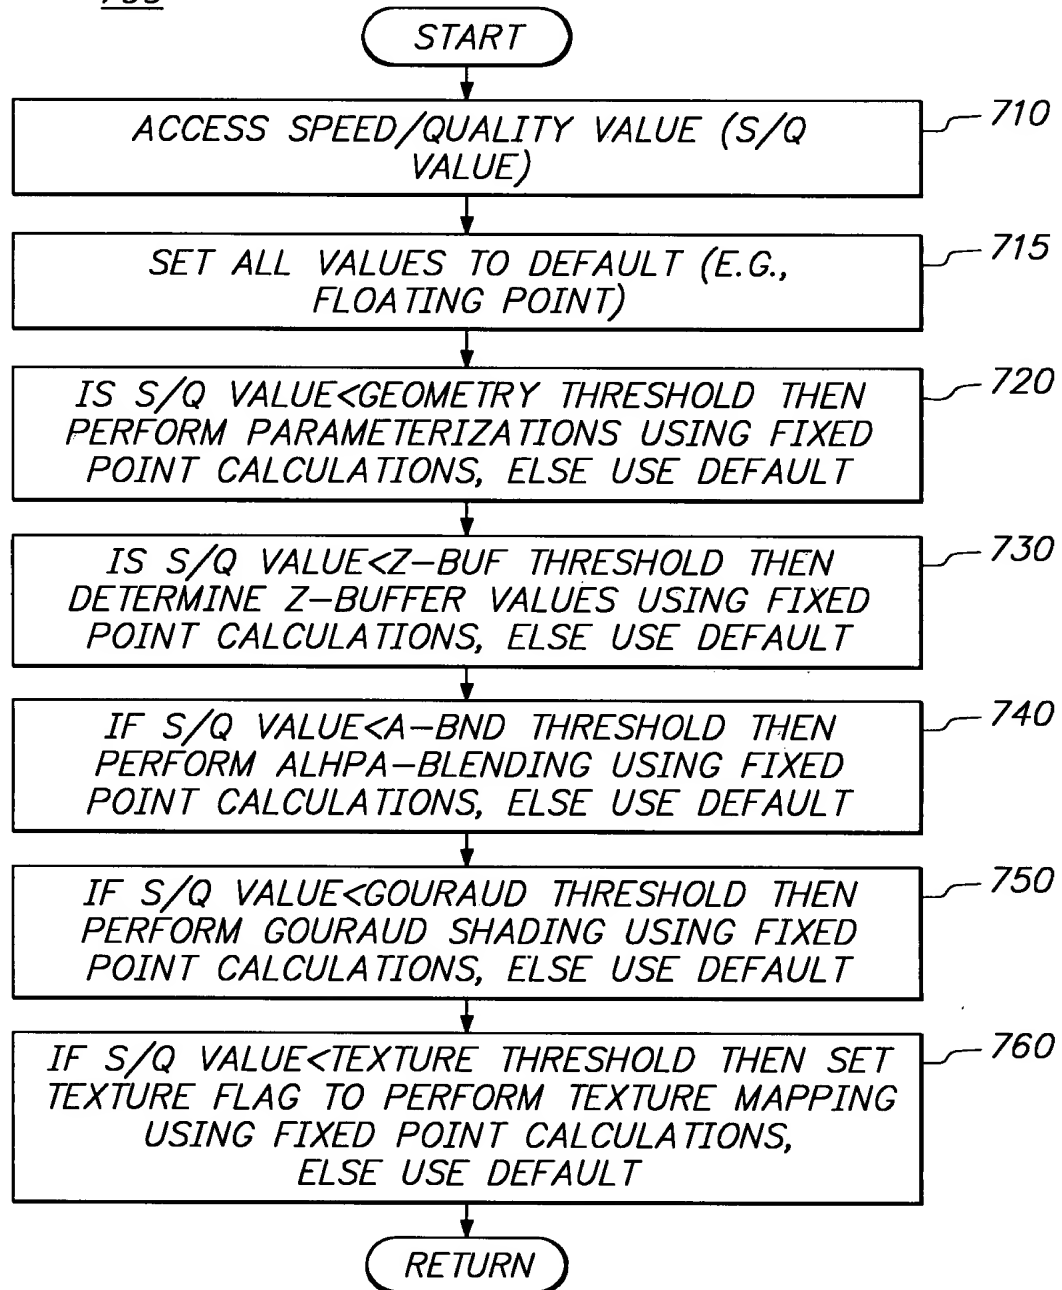 START
ACCESS SPEED/QUALITY VALUE (S/Q
VALUE)
710
SET ALL VALUES TO DEFAULT (E.G.,
FLOATING POINT)
715
IS S/Q VALUE<GEOMETRY THRESHOLD THEN
PERFORM PARAMETERIZATIONS USING FIXED
POINT CALCULATIONS, ELSE USE DEFAULT
720
IS S/Q VALUE<Z-BUF THRESHOLD THEN
DETERMINE Z-BUFFER VALUES USING FIXED
POINT CALCULATIONS, ELSE USE DEFAULT
730
IF S/Q VALUE<A-BND THRESHOLD THEN
PERFORM ALHPA-BLENDING USING FIXED
POINT CALCULATIONS, ELSE USE DEFAULT
740
IF S/Q VALUE<GOURAUD THRESHOLD THEN
PERFORM GOURAUD SHADING USING FIXED
POINT CALCULATIONS, ELSE USE DEFAULT
750
IF S/Q VALUE<TEXTURE THRESHOLD THEN SET
TEXTURE FLAG TO PERFORM TEXTURE MAPPING
USING FIXED POINT CALCULATIONS,
ELSE USE DEFAULT
760
RETURN